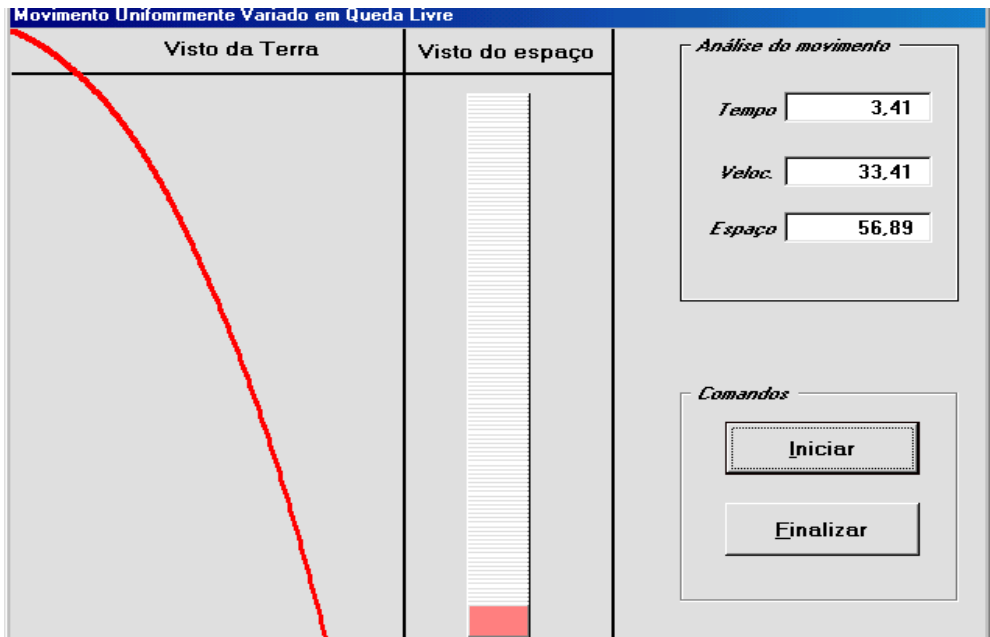 Movimento Unifomrmente Variado em Queda Livre
Visto da Terra
Visto do espaço
Análise do movimento
Tempo 3,41
Veloc. 33,41
Espaço 56,89
Comandos
Iniciar
Finalizar